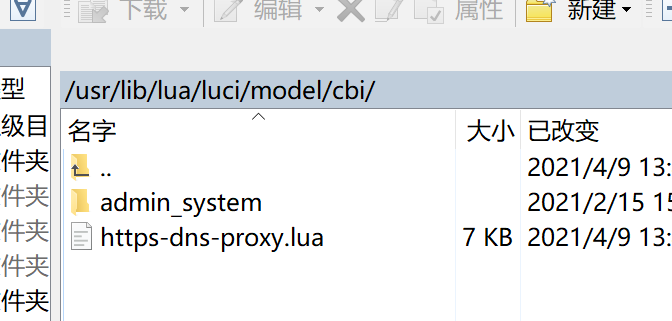 下载 编辑 属性 新建
/usr/lib/lua/luci/model/cbi/
型 名字 大小 已改变
级目 .. 2021/4/9 13:
件夹 admin_system 2021/2/15 15
件夹 https-dns-proxy.lua 7 KB 2021/4/9 13:
件夹
件夹
件夹